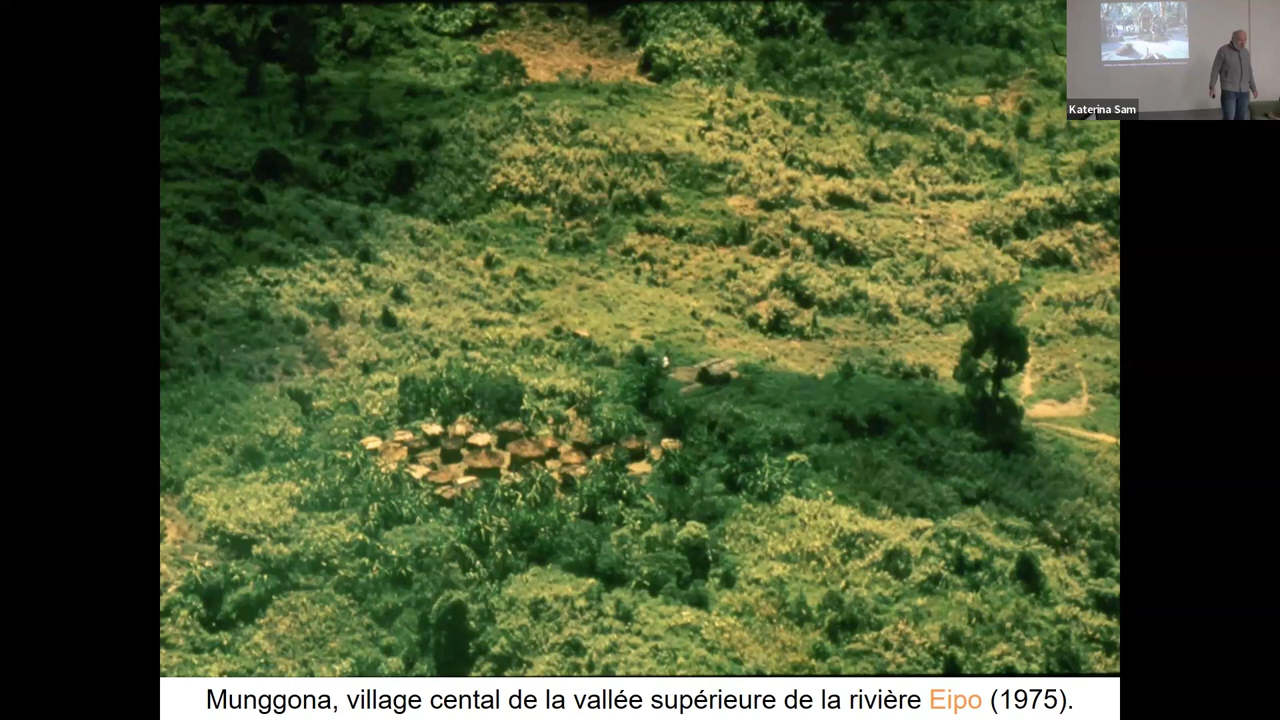 Katerina Sam
Munggona, village cental de la vallée supérieure de la rivière Eipo (1975).